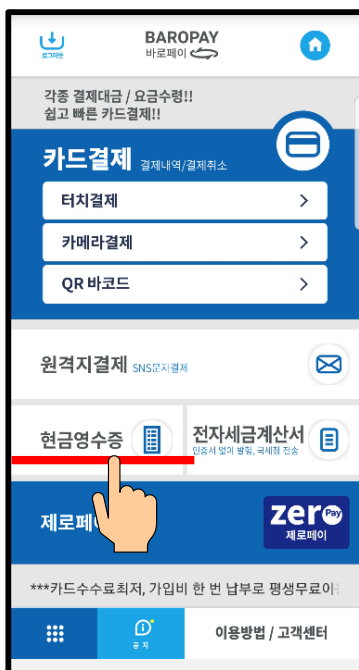 로그아웃
BAROPAY
바로페이
각종 결제대금 / 요금수령!!
쉽고 빠른 카드결제!!
카드결제 결제내역/결제취소
터치결제
카메라결제
QR 바코드
원격지결제 SNS문자결제
현금영수증
전자세금계산서
인증서 없이 발행, 국세청 전송
제로페
zero Pay
제로페이
***카드수수료최저, 가입비 한 번 납부로 평생무료이
공 지
이용방법 / 고객센터